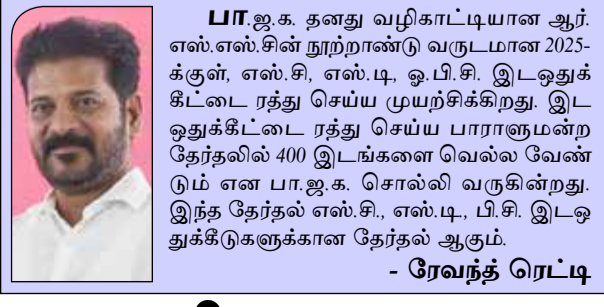 பா.ஜ.க. தனது வழிகாட்டியான ஆர்.
எஸ்.எஸ்.சின் நூற்றாண்டு வருடமான 2025-
க்குள், எஸ்.சி, எஸ்.டி, ஓ.பி.சி. இடஒதுக்
கீட்டை ரத்து செய்ய முயற்சிக்கிறது. இட
ஒதுக்கீட்டை ரத்து செய்ய பாராளுமன்ற
தேர்தலில் 400 இடங்களை வெல்ல வேண்
டும் என பா.ஜ.க. சொல்லி வருகின்றது.
இந்த தேர்தல் எஸ்.சி., எஸ்.டி., பி.சி. இடஒ
துக்கீடுகளுக்கான தேர்தல் ஆகும்.
- ரேவந்த் ரெட்டி